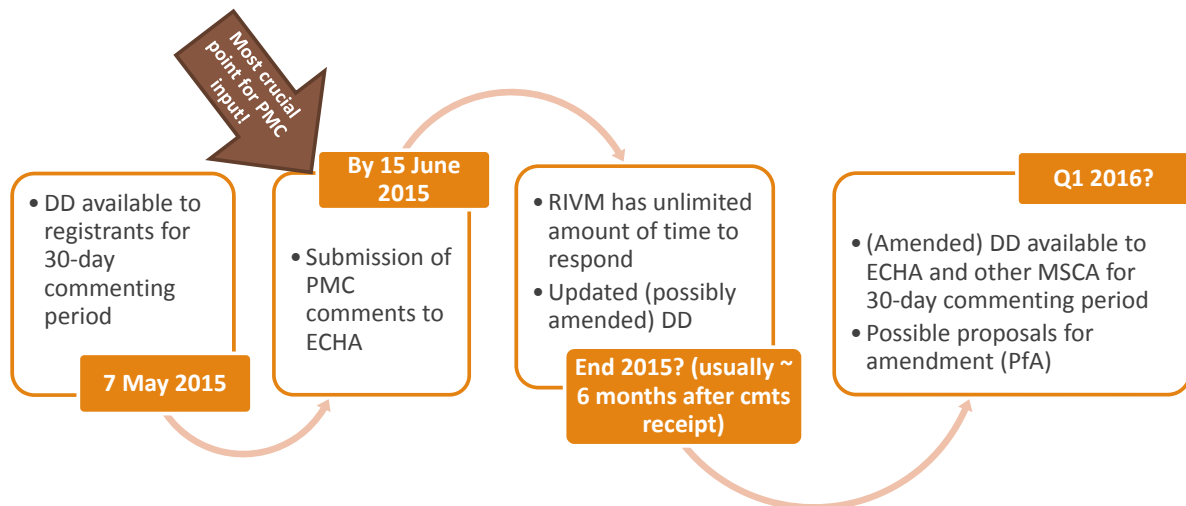 Most crucial
point for PMC
input!
• DD available to
registrants for
30-day
commenting
period
7 May 2015
By 15 June
2015
• Submission of
PMC
comments to
ECHA
• RIVM has unlimited
amount of time to
respond
• Updated (possibly
amended) DD
End 2015? (usually ~
6 months after cmts
receipt)
Q1 2016?
• (Amended) DD available to
ECHA and other MSCA for
30-day commenting period
• Possible proposals for
amendment (PfA)